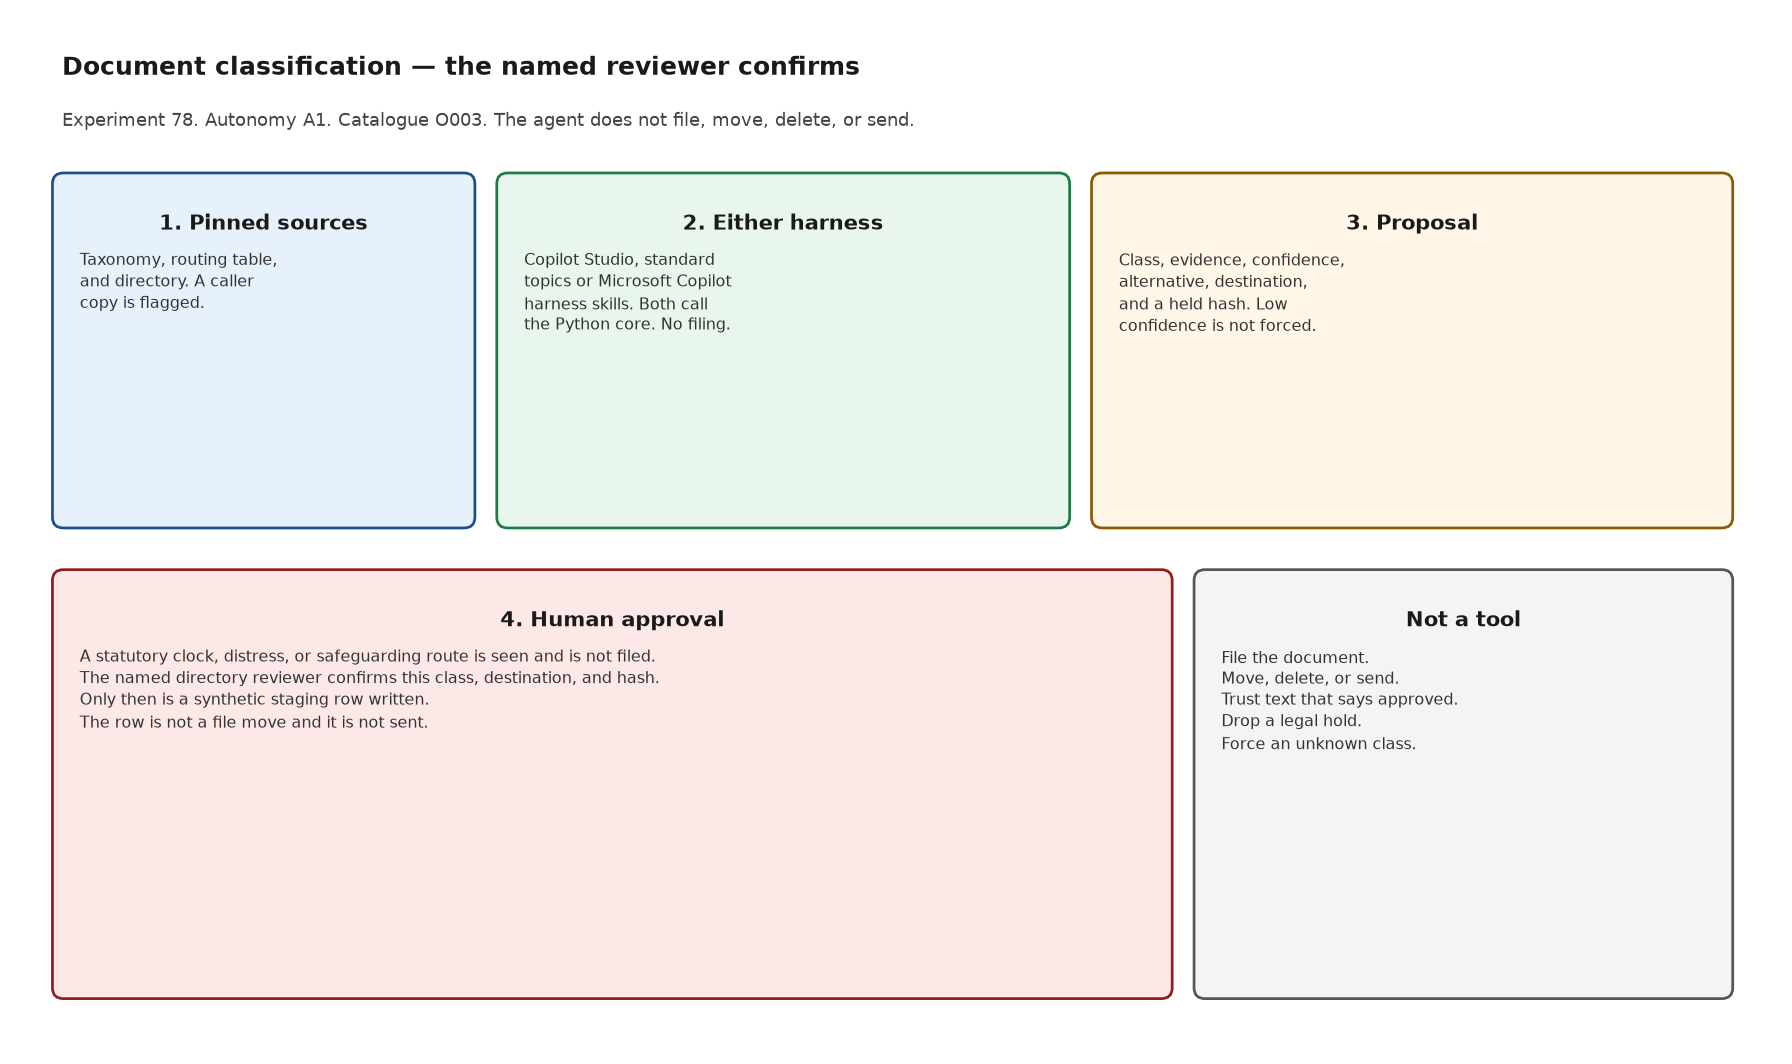 Document classification — the named reviewer confirms
Experiment 78. Autonomy A1. Catalogue O003. The agent does not file, move, delete, or send.
1. Pinned sources
Taxonomy, routing table,
and directory. A caller
copy is flagged.
2. Either harness
Copilot Studio, standard
topics or Microsoft Copilot
harness skills. Both call
the Python core. No filing.
3. Proposal
Class, evidence, confidence,
alternative, destination,
and a held hash. Low
confidence is not forced.
4. Human approval
A statutory clock, distress, or safeguarding route is seen and is not filed.
The named directory reviewer confirms this class, destination, and hash.
Only then is a synthetic staging row written.
The row is not a file move and it is not sent.
Not a tool
File the document.
Move, delete, or send.
Trust text that says approved.
Drop a legal hold.
Force an unknown class.